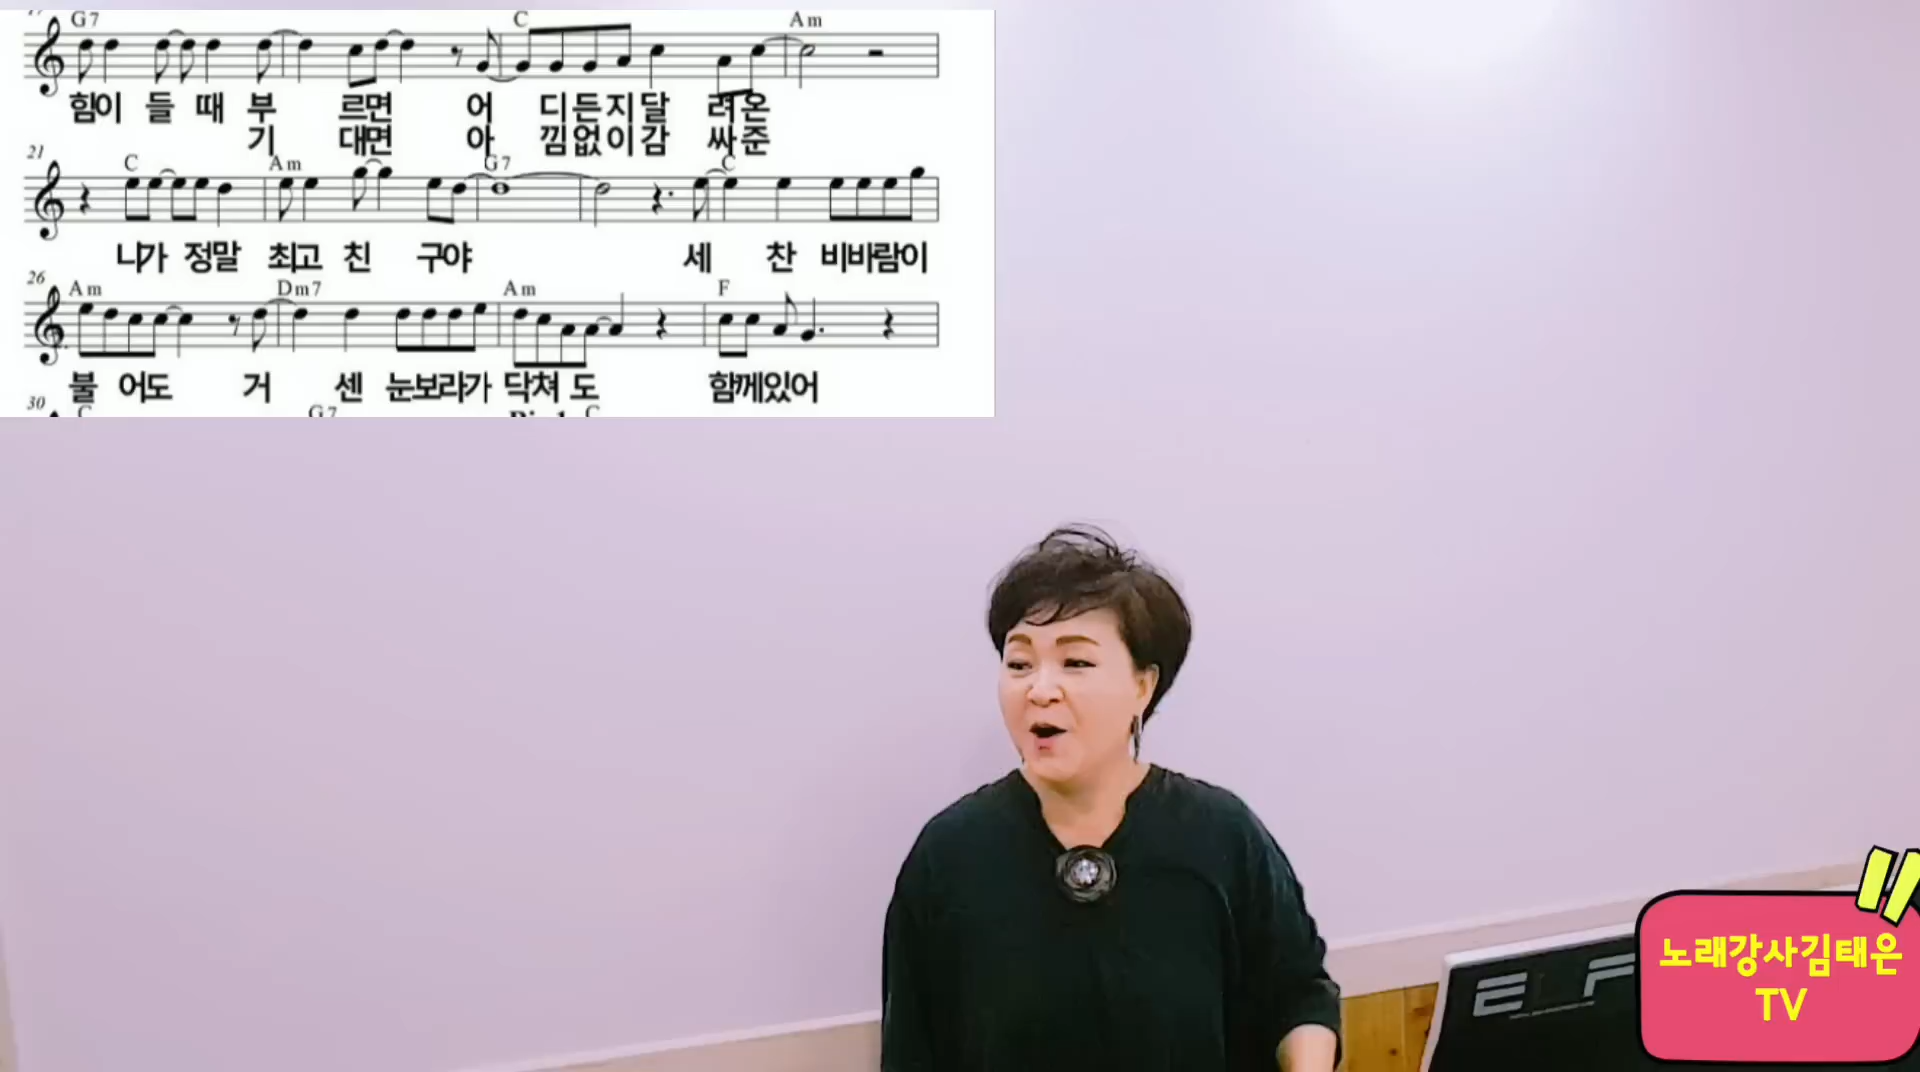 G7 C Am
힘이 들 때 부 르면 어 디든지달 려온
기 대면 아 낌없이감 싸준
21 C Am G7 C
니가 정말 최고 친 구야 세 찬 비바람이
26 Am Dm7 Am F
불 어도 거 센 눈보라가 닥쳐 도 함께있어
30 C G7 C
ELF
노래강사김태은
TV